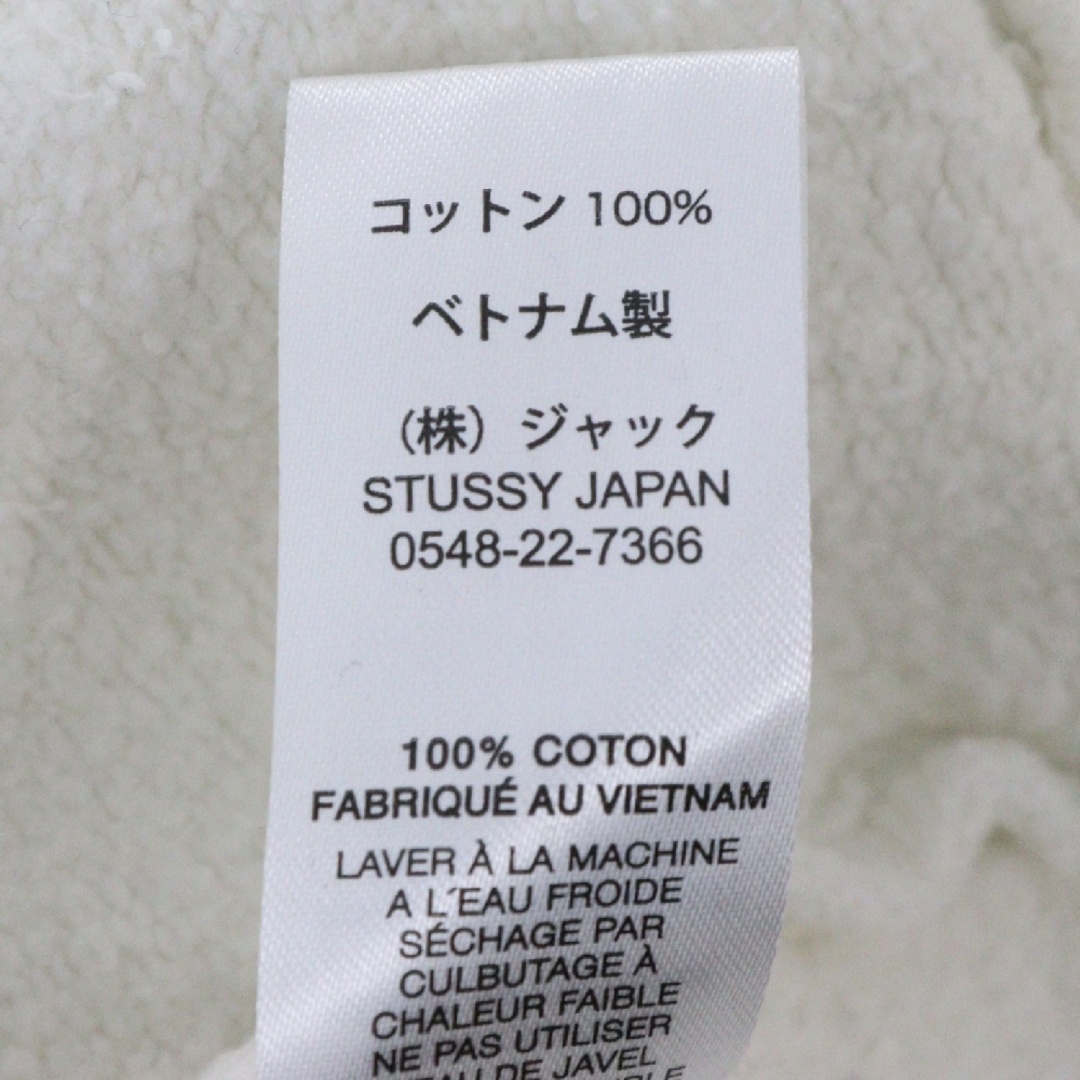 コットン 100%
ベトナム製
（株）ジャック
STUSSY JAPAN
0548-22-7366
100% COTON
FABRIQUÉ AU VIETNAM
LAVER À LA MACHINE
A L´EAU FROIDE
SÉCHAGE PAR
CULBUTAGE À
CHALEUR FAIBLE
NE PAS UTILISER
DE JAVEL